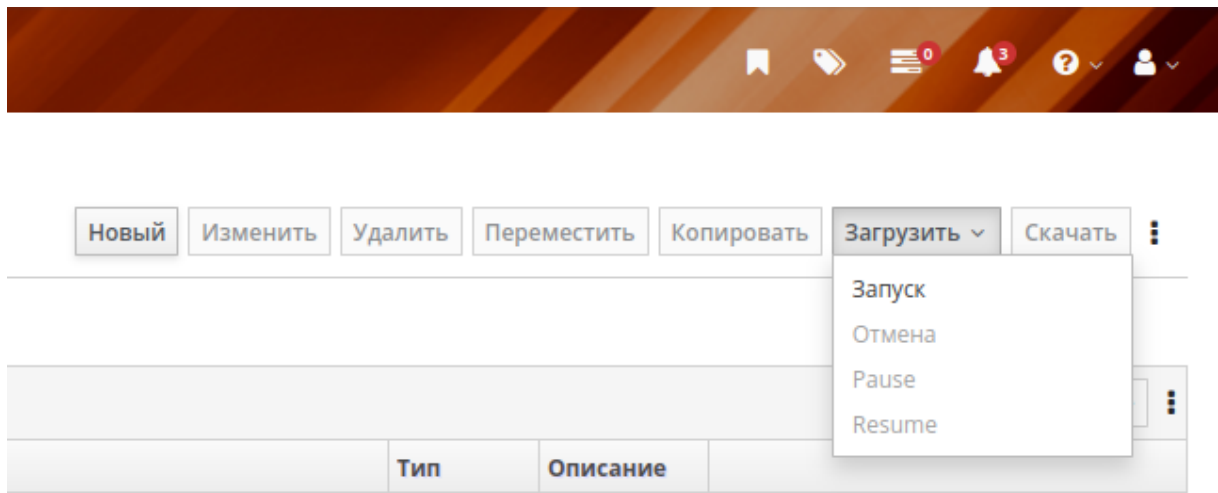 0 3
Новый Изменить Удалить Переместить Копировать Загрузить Скачать
Запуск
Отмена
Pause
Resume
Тип Описание